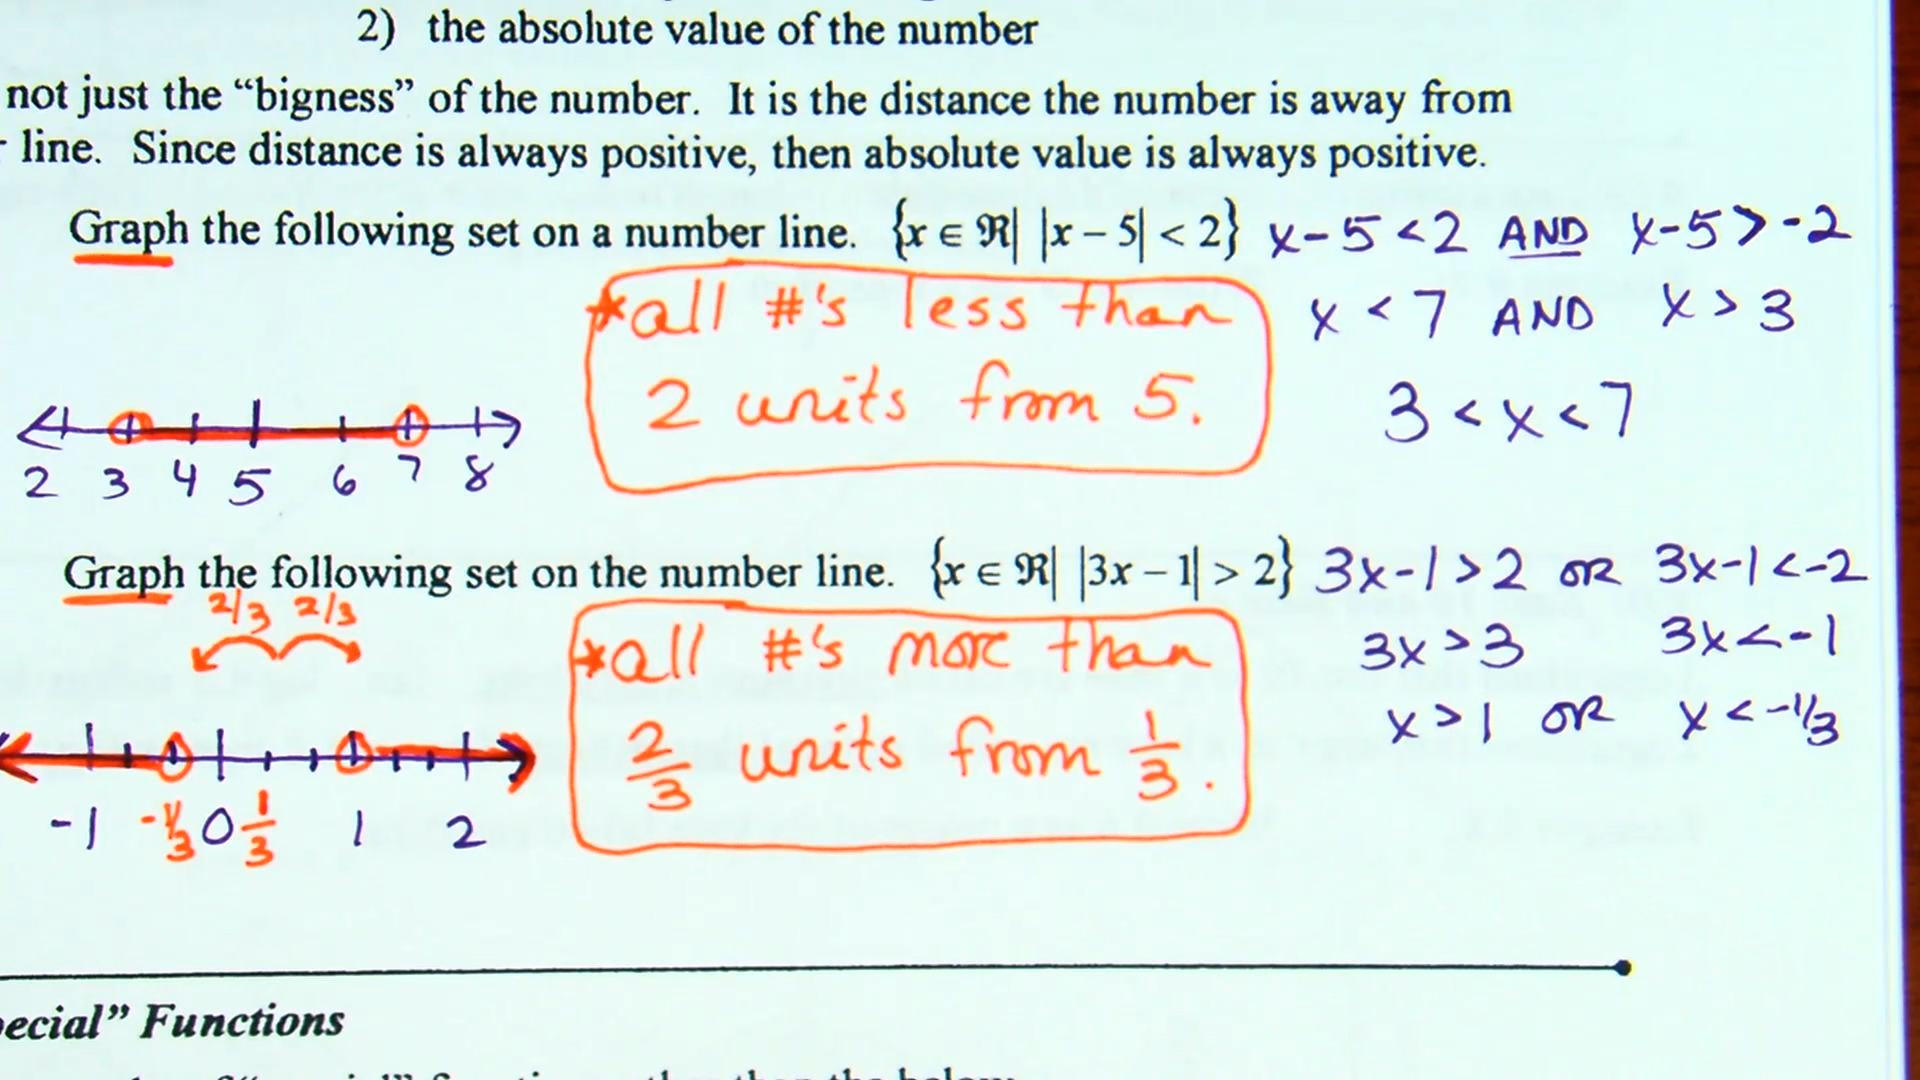 2) the absolute value of the number
not just the “bigness” of the number. It is the distance the number is away from
line. Since distance is always positive, then absolute value is always positive.
Graph the following set on a number line. {x ∈ ℜ| |x − 5| < 2} x-5<2 AND x-5>-2
*all #'s less than
2 units from 5.
x < 7 AND x > 3
3 < x < 7
2 3 4 5 6 7 8
Graph the following set on the number line. {x ∈ ℜ| |3x − 1| > 2} 3x-1>2 OR 3x-1<-2
2/3 2/3
*all #'s more than
2/3 units from 1/3.
3x>3 3x<-1
x>1 OR x<-1/3
-1 -1/3 0 1/3 1 2
ecial” Functions